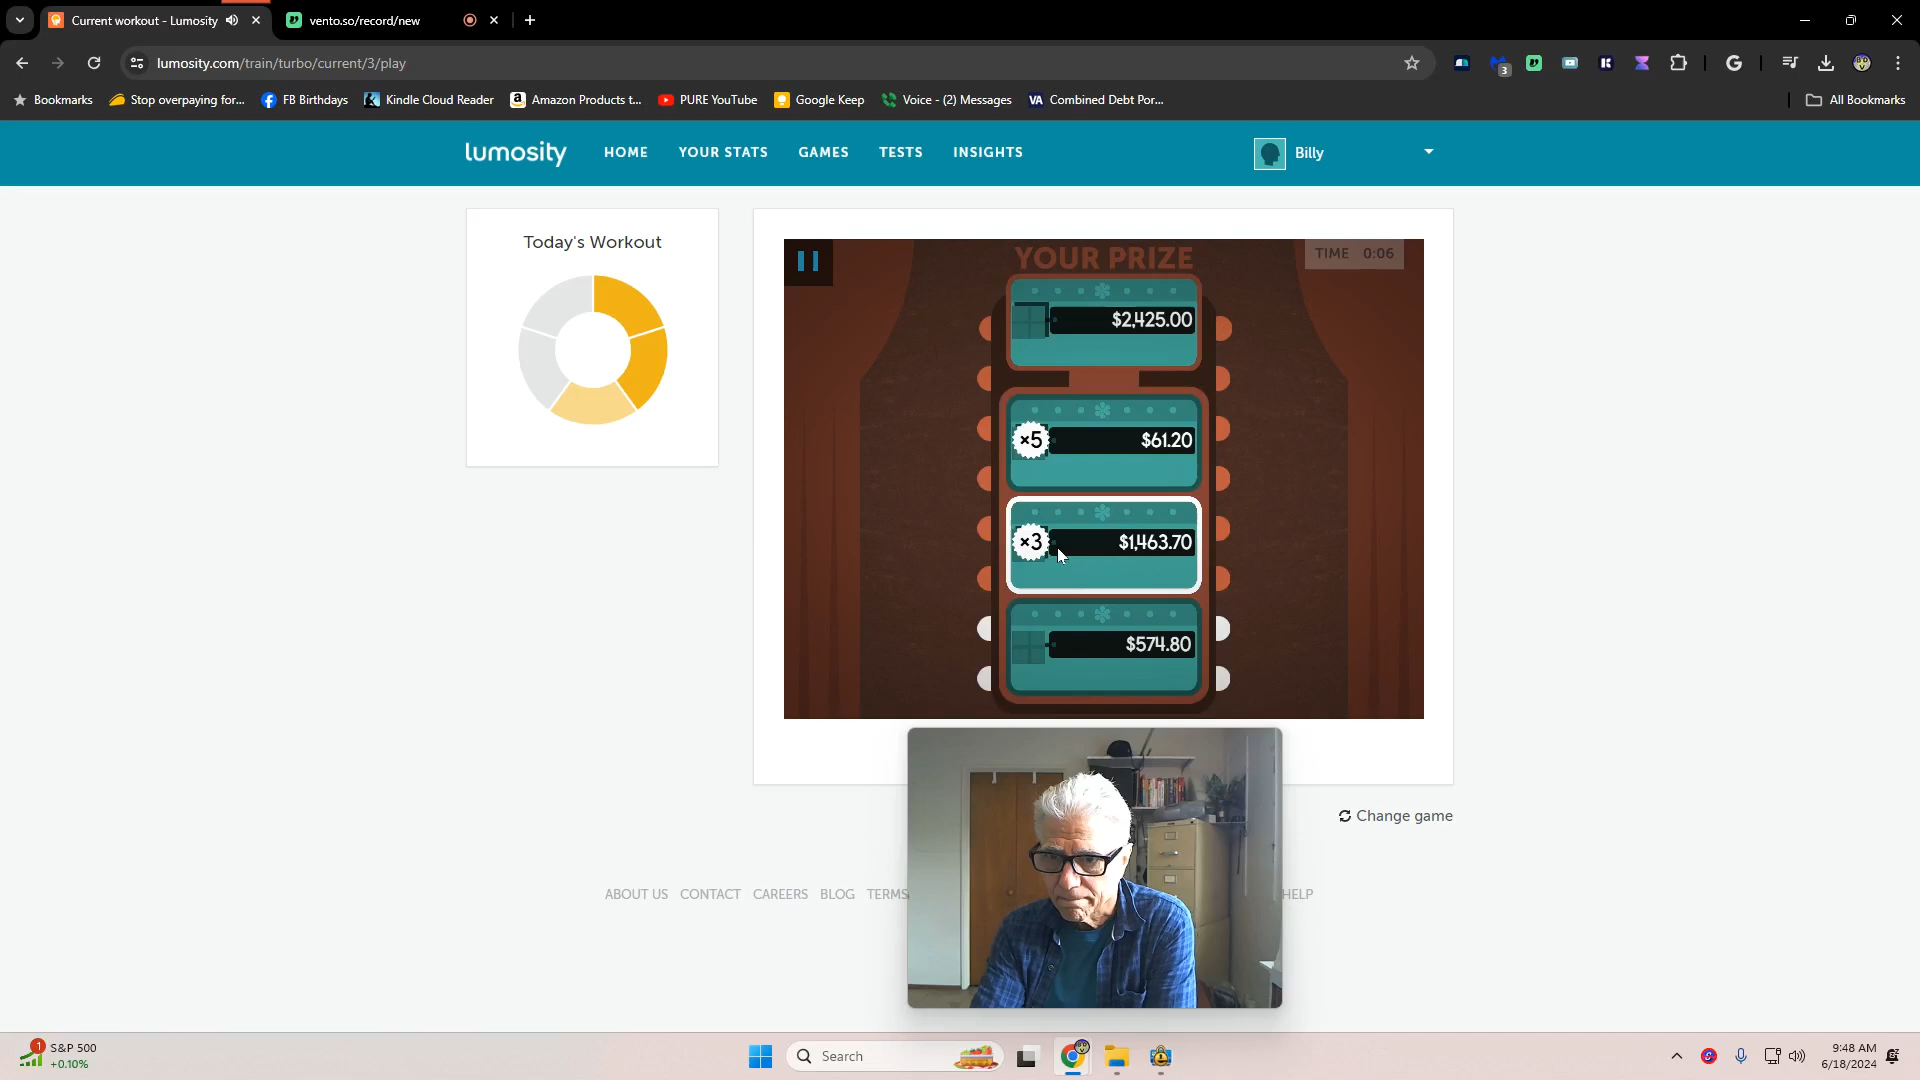 Current workout - Lumosity
vento.so/record/new
lumosity.com/train/turbo/current/3/play
3
Bookmarks
Stop overpaying for...
FB Birthdays
Kindle Cloud Reader
Amazon Products t...
PURE YouTube
Google Keep
Voice - (2) Messages
VA Combined Debt Por...
All Bookmarks
lumosity
HOME
YOUR STATS
GAMES
TESTS
INSIGHTS
Billy
Today's Workout
YOUR PRIZE
TIME 0:06
$2,425.00
×5 $61.20
×3 $1,463.70
$574.80
Change game
ABOUT US
CONTACT
CAREERS
BLOG
TERMS
HELP
1
S&P 500
+0.10%
Search
9:48 AM
6/18/2024